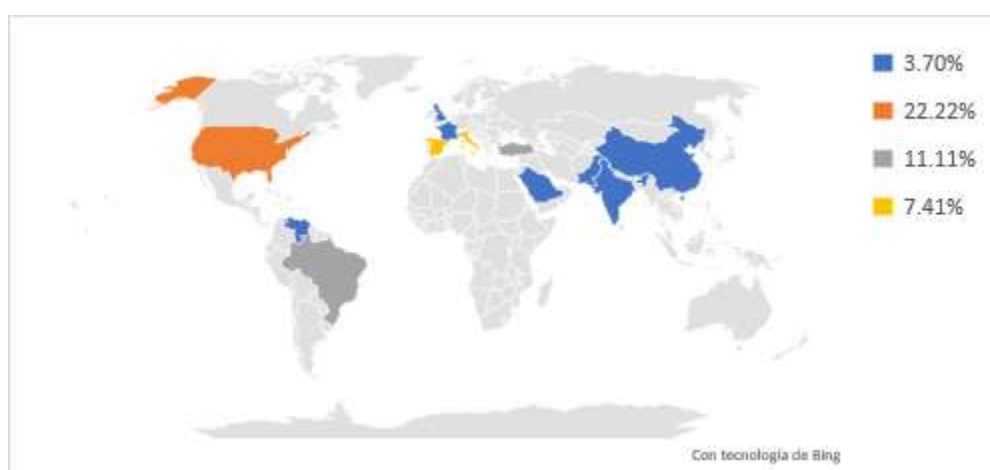 3.70%
22.22%
11.11%
7.41%
Con tecnología de Bing